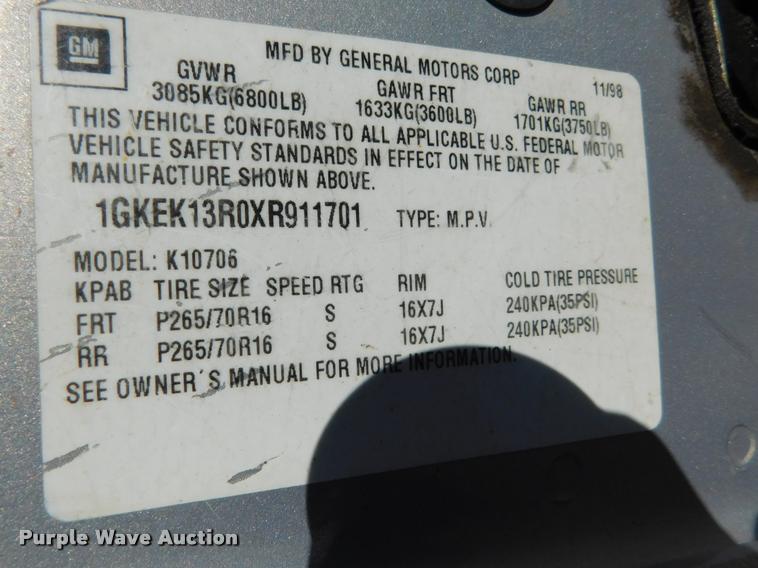 GM
MFD BY GENERAL MOTORS CORP 11/98
GVWR GAWR FRT GAWR RR
3085KG(6800LB) 1633KG(3600LB) 1701KG(3750LB)
THIS VEHICLE CONFORMS TO ALL APPLICABLE U.S. FEDERAL MOTOR
VEHICLE SAFETY STANDARDS IN EFFECT ON THE DATE OF
MANUFACTURE SHOWN ABOVE.
1GKEK13R0XR911701 TYPE: M.P.V.
MODEL: K10706
KPAB TIRE SIZE SPEED RTG RIM COLD TIRE PRESSURE
FRT P265/70R16 S 16X7J 240KPA(35PSI)
RR P265/70R16 S 16X7J 240KPA(35PSI)
SEE OWNER'S MANUAL FOR MORE INFORMATION.
Purple Wave Auction